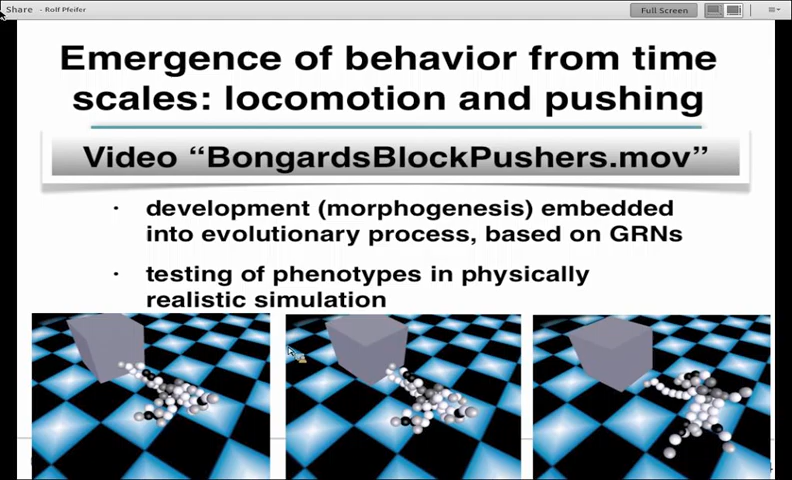 Share - Rolf Pfeifer
Full Screen
Emergence of behavior from time
scales: locomotion and pushing
Video “BongardsBlockPushers.mov”
· development (morphogenesis) embedded
into evolutionary process, based on GRNs
· testing of phenotypes in physically
realistic simulation